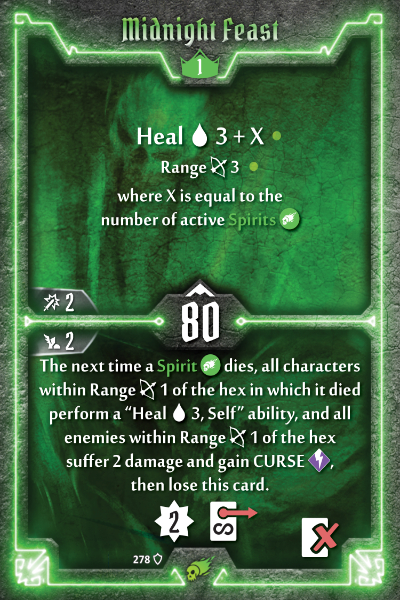 Midnight Feast
1
Heal 3 + X
Range 3
where X is equal to the
number of active Spirits
2
80
2
The next time a Spirit dies, all characters
within Range 1 of the hex in which it died
perform a “Heal 3, Self” ability, and all
enemies within Range 1 of the hex
suffer 2 damage and gain CURSE ,
then lose this card.
2 S
278